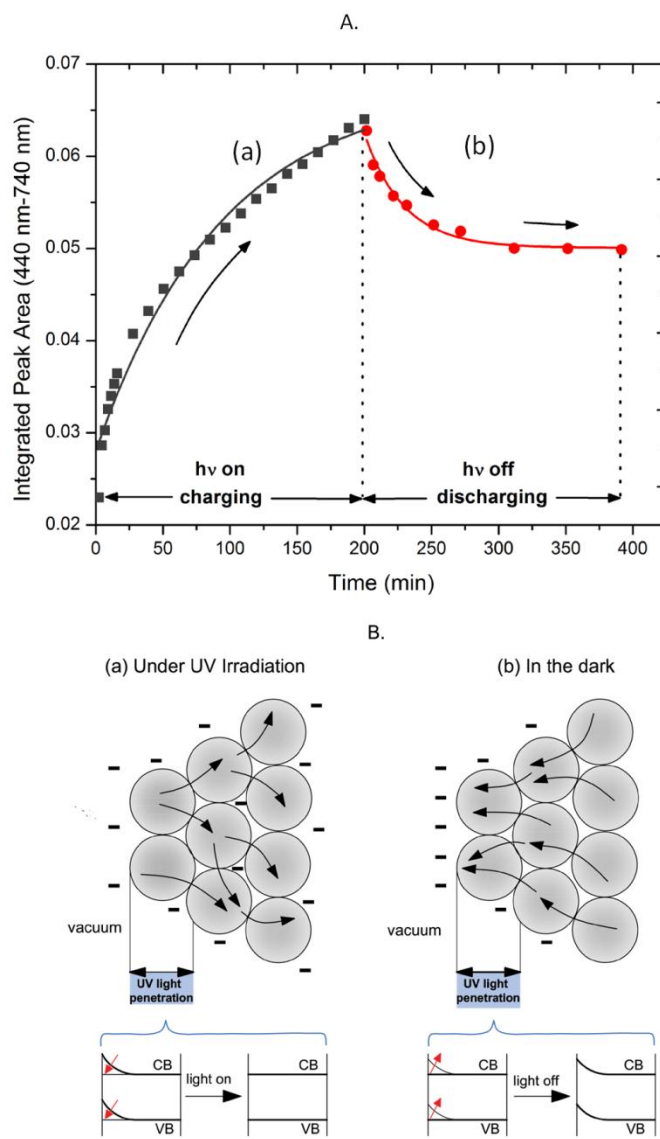 A.
0.07
0.06
0.05
0.04
0.03
0.02
Integrated Peak Area (440 nm-740 nm)
(a)
(b)
hν on
charging
hν off
discharging
0 50 100 150 200 250 300 350 400
Time (min)
B.
(a) Under UV Irradiation
(b) In the dark
vacuum
vacuum
UV light
penetration
UV light
penetration
CB
light on
CB
VB
VB
CB
light off
CB
VB
VB